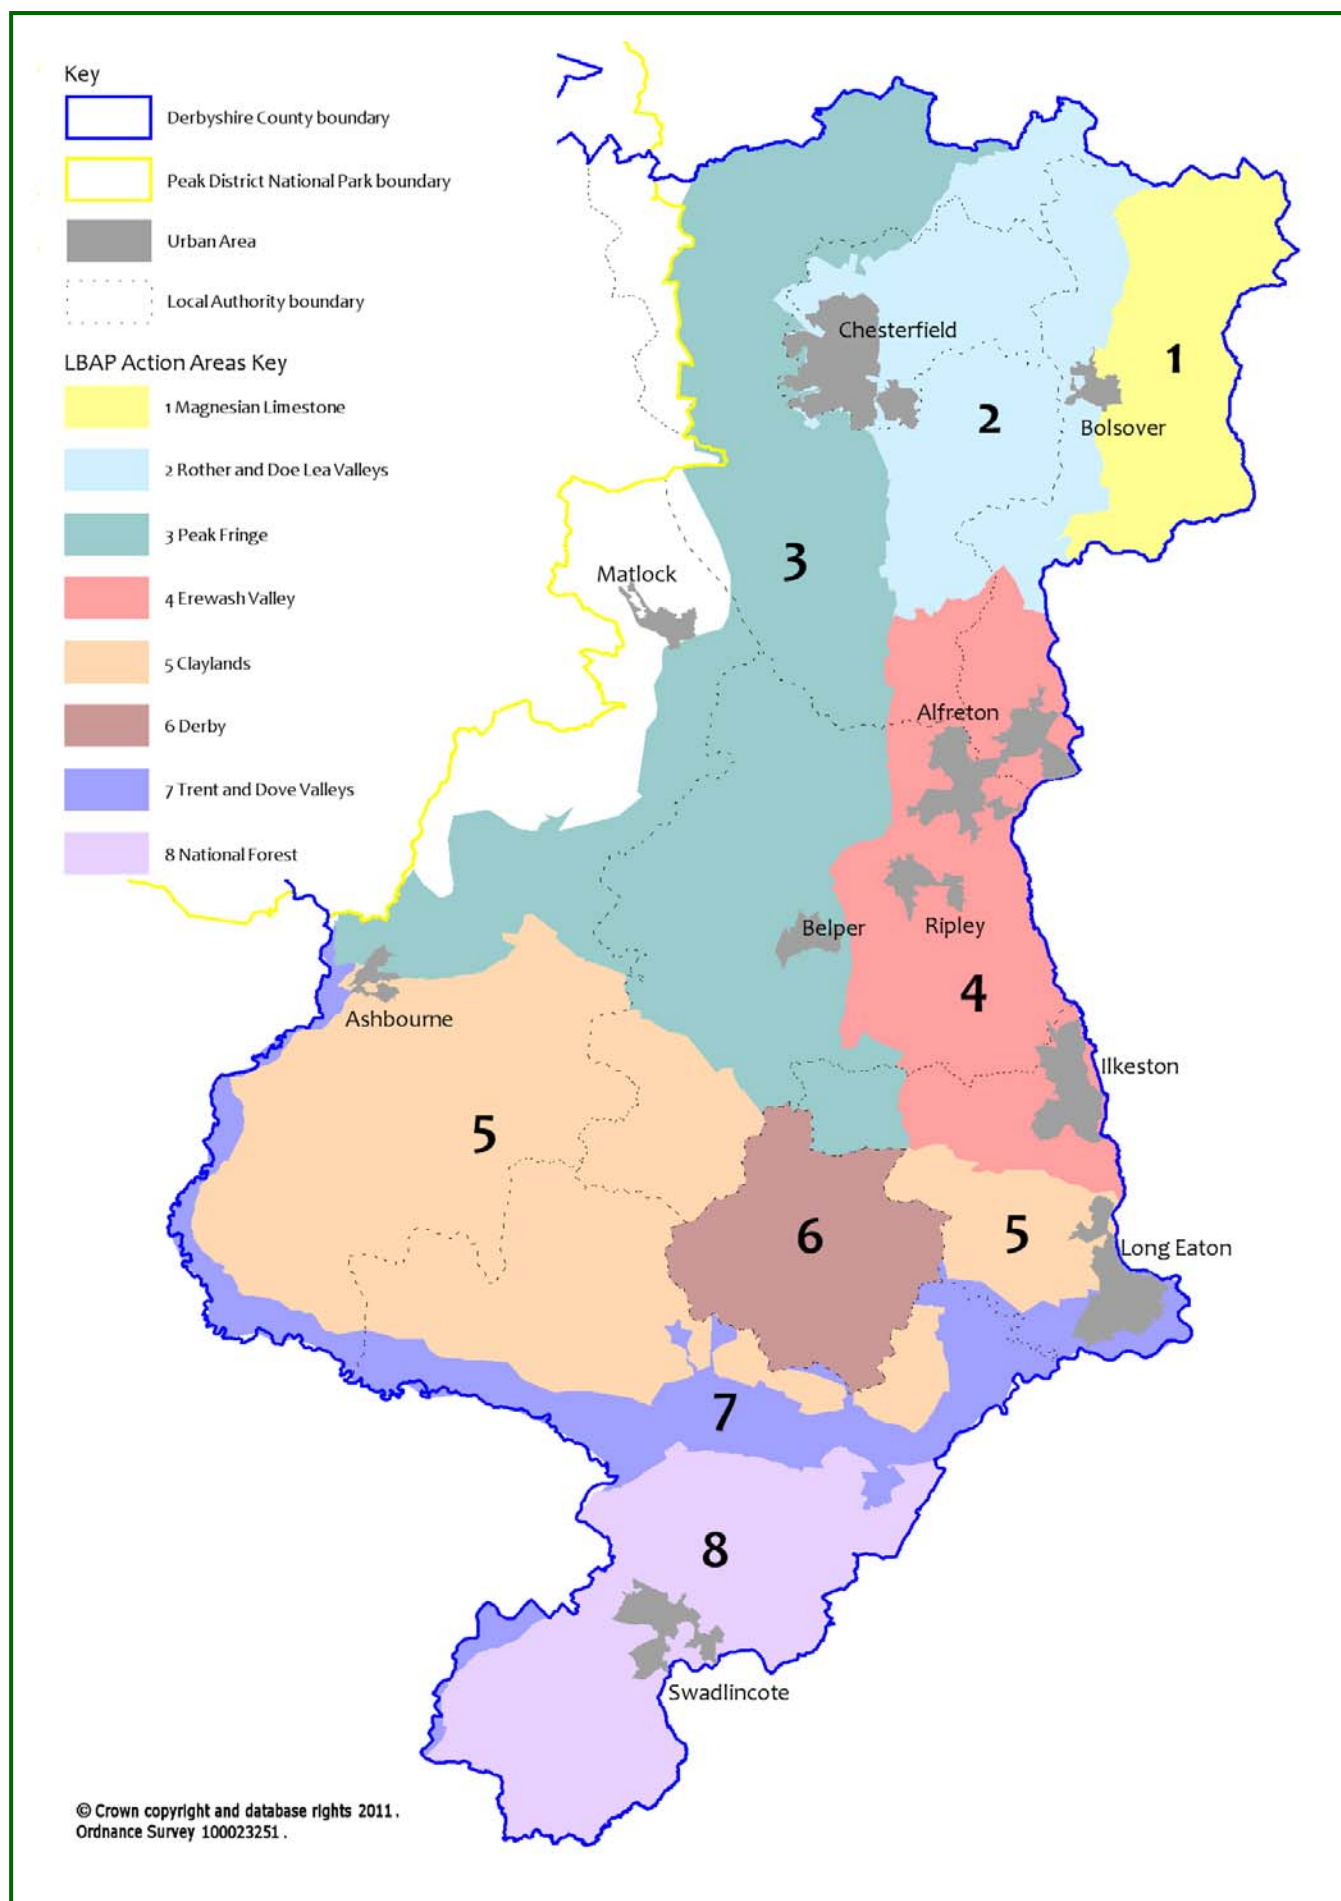 Key
Derbyshire County boundary
Peak District National Park boundary
Urban Area
Local Authority boundary
LBAP Action Areas Key
1 Magnesian Limestone
2 Rother and Doe Lea Valleys
3 Peak Fringe
4 Erewash Valley
5 Claylands
6 Derby
7 Trent and Dove Valleys
8 National Forest
Chesterfield
1
2
Bolsover
3
Matlock
Alfreton
Belper
Ripley
4
Ashbourne
Ilkeston
5
6
5
Long Eaton
7
8
Swadlincote
© Crown copyright and database rights 2011 .
Ordnance Survey 100023251 .